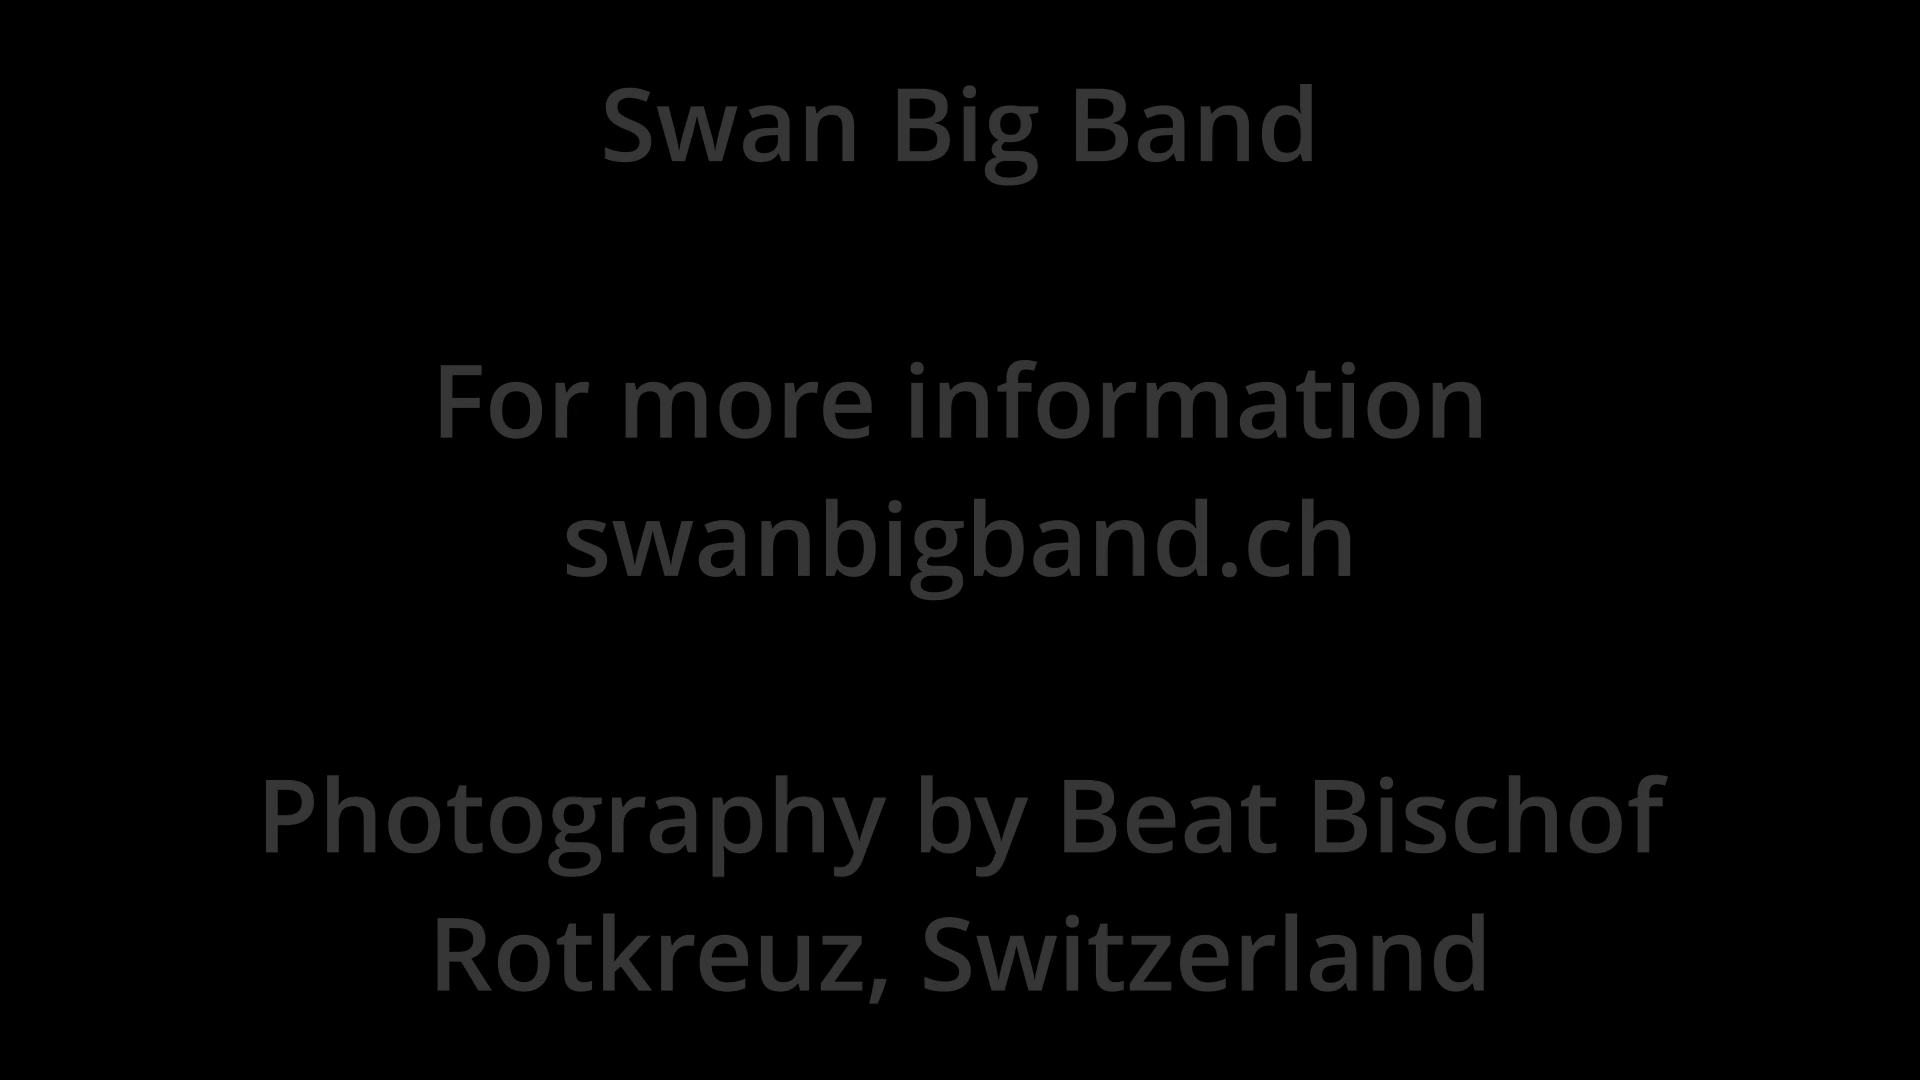 Swan Big Band
For more information
swanbigband.ch
Photography by Beat Bischof
Rotkreuz, Switzerland